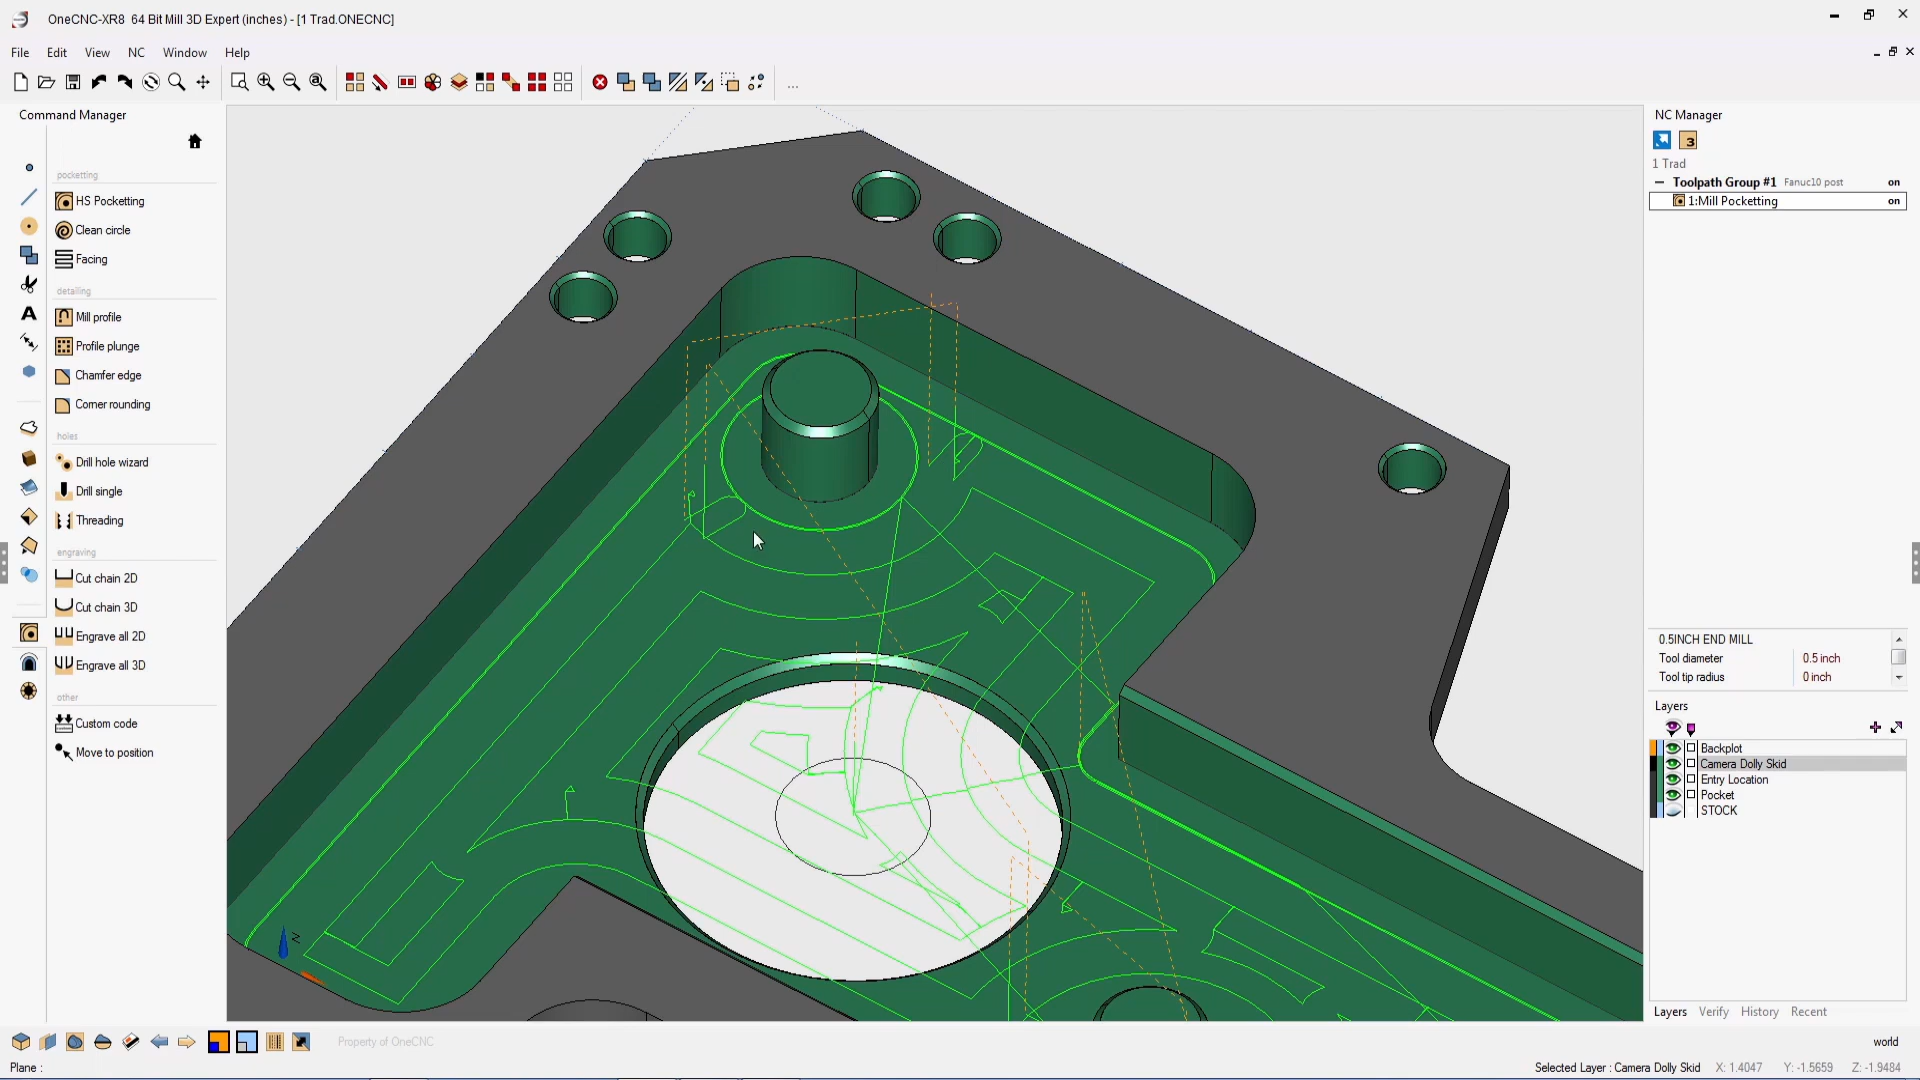 OneCNC-XR8 64 Bit Mill 3D Expert (inches) - [1 Trad.ONECNC]
File Edit View NC Window Help
Command Manager
pocketting
HS Pocketting
Clean circle
Facing
detailing
Mill profile
Profile plunge
Chamfer edge
Corner rounding
holes
Drill hole wizard
Drill single
Threading
engraving
Cut chain 2D
Cut chain 3D
Engrave all 2D
Engrave all 3D
other
Custom code
Move to position
A
Z
NC Manager
3
1 Trad
Toolpath Group #1 Fanuc10 post on
1:Mill Pocketting on
0.5INCH END MILL
Tool diameter 0.5 inch
Tool tip radius 0 inch
Layers
Backplot
Camera Dolly Skid
Entry Location
Pocket
STOCK
Layers Verify History Recent
Property of OneCNC
world
Plane :
Selected Layer : Camera Dolly Skid X: 1.4047 Y: -1.5659 Z: -1.9484